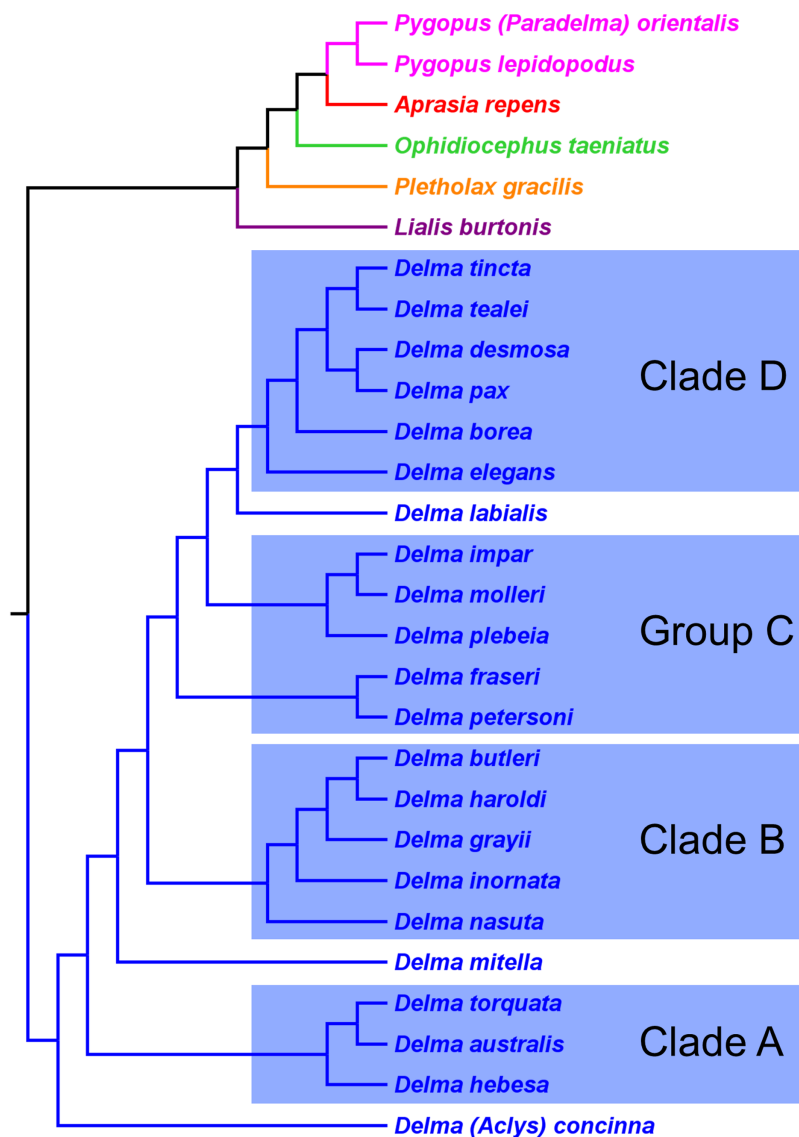 Pygopus (Paradelma) orientalis
Pygopus lepidopodus
Aprasia repens
Ophidiocephus taeniatus
Pletholax gracilis
Lialis burtonis
Delma tincta
Delma tealei
Delma desmosa
Clade D
Delma pax
Delma borea
Delma elegans
Delma labialis
Delma impar
Delma molleri
Delma plebeia
Group C
Delma fraseri
Delma petersoni
Delma butleri
Delma haroldi
Delma grayii
Clade B
Delma inornata
Delma nasuta
Delma mitella
Delma torquata
Delma australis
Clade A
Delma hebesa
Delma (Aclys) concinna